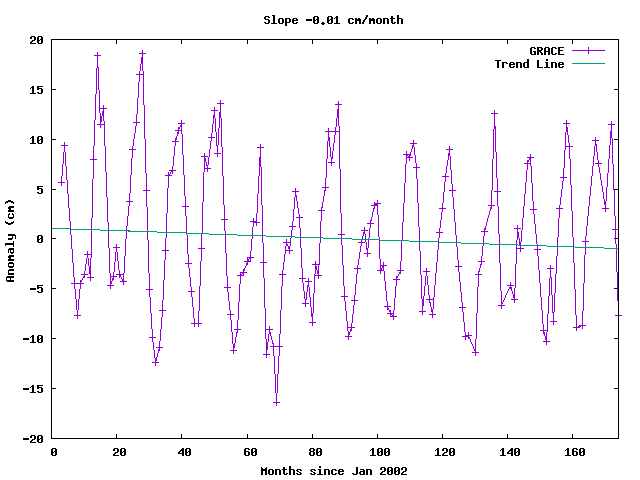 Slope -0.01 cm/month
GRACE
Trend Line
20
15
10
5
0
-5
-10
-15
-20
Anomaly (cm)
0 20 40 60 80 100 120 140 160
Months since Jan 2002